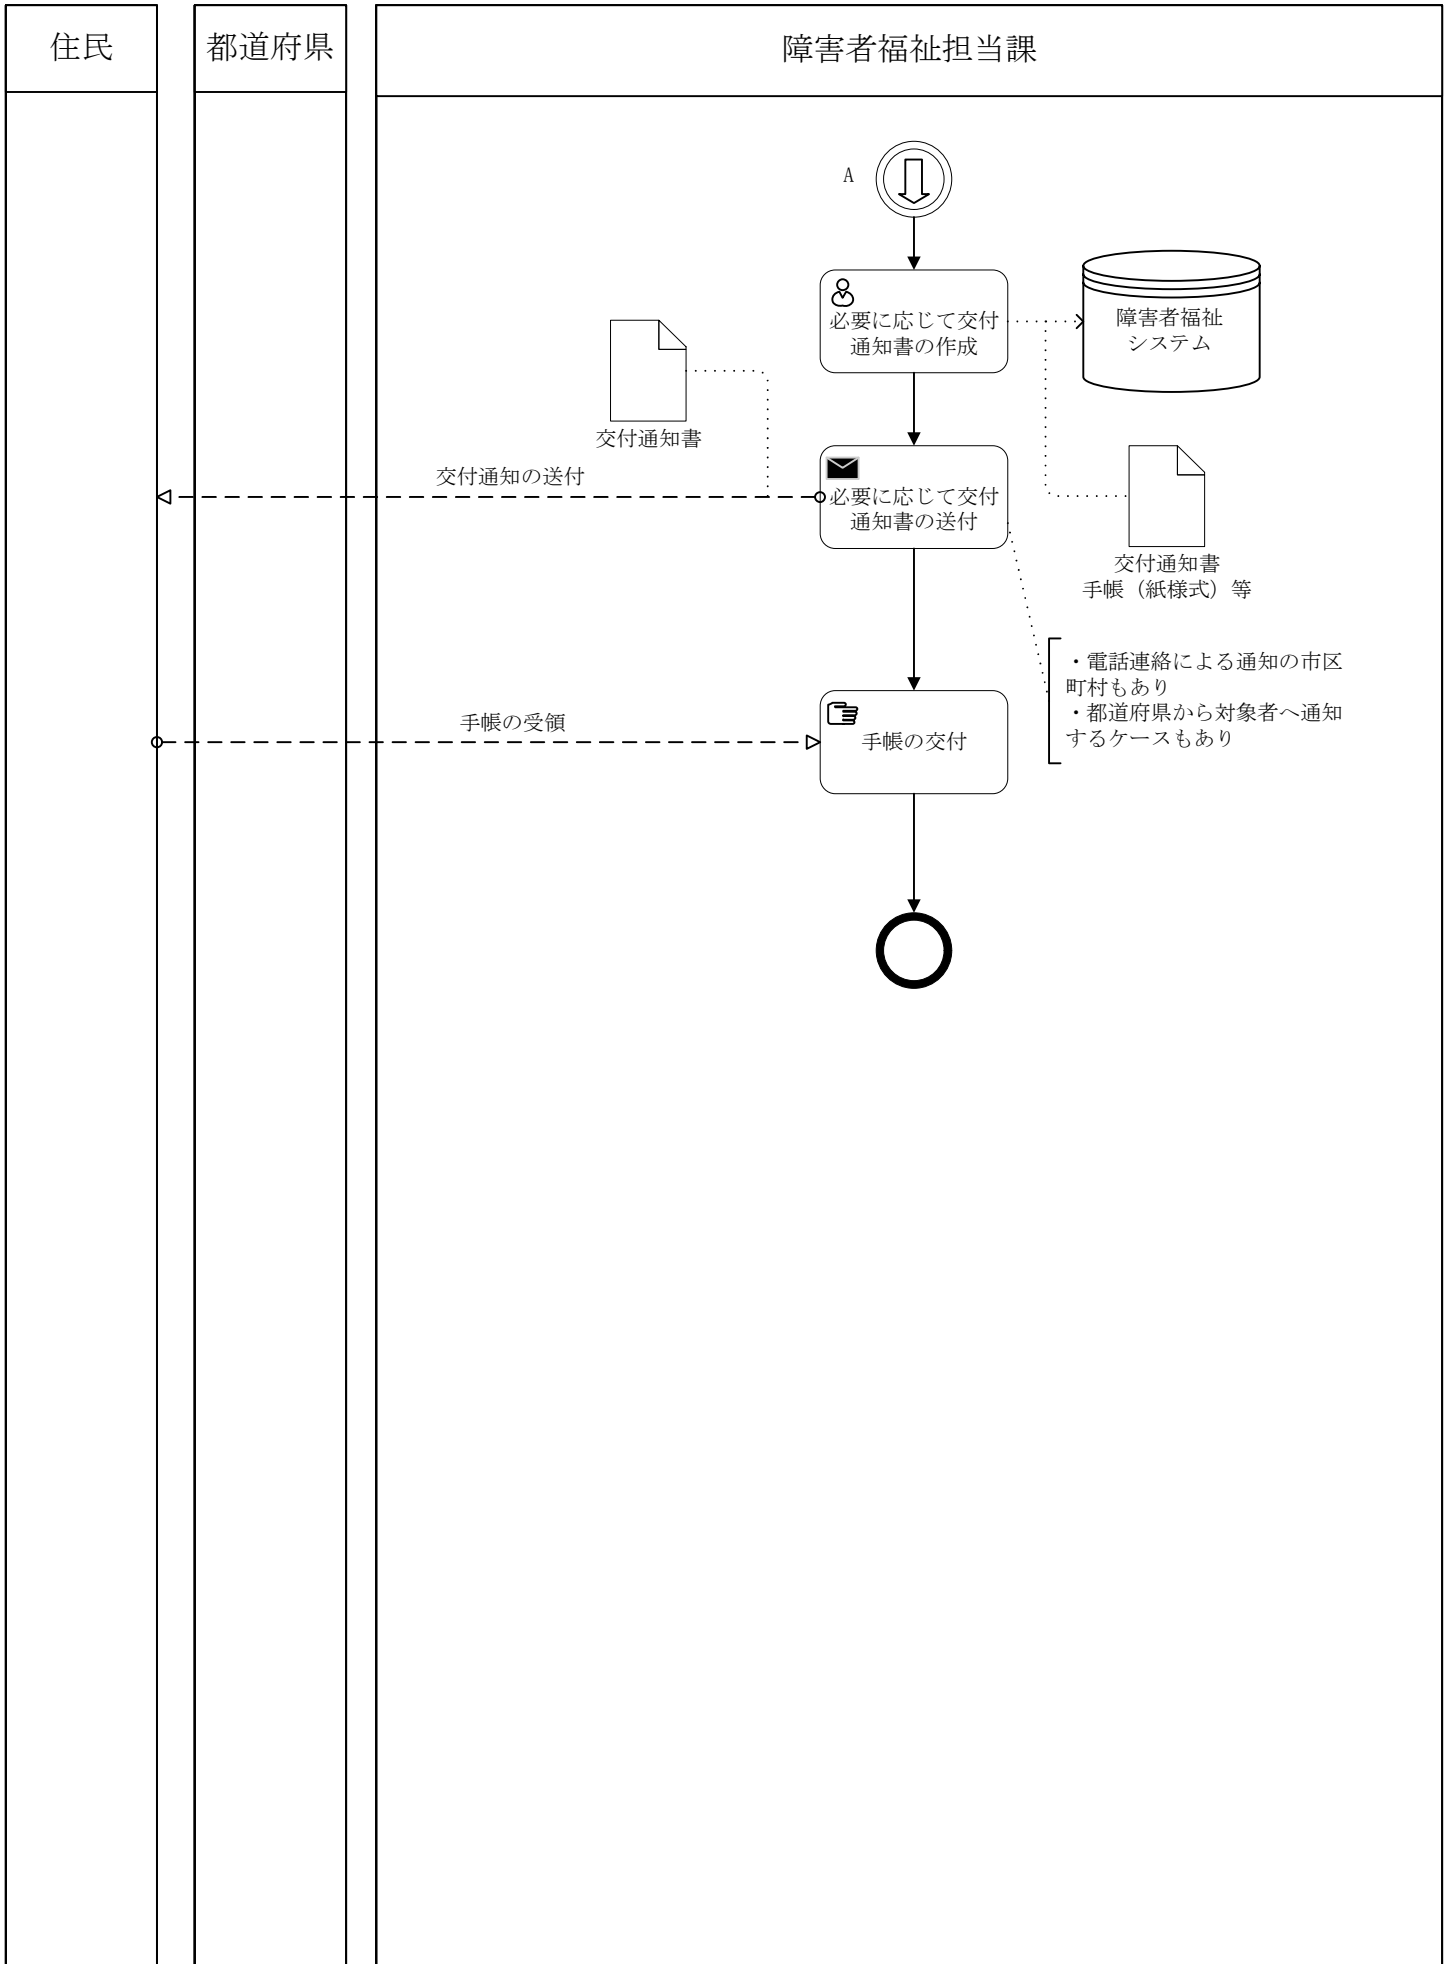 住民
都道府県
障害者福祉担当課
A
必要に応じて交付
通知書の作成
障害者福祉
システム
交付通知書
交付通知の送付
必要に応じて交付
通知書の送付
交付通知書
手帳（紙様式）等
・電話連絡による通知の市区
町村もあり
・都道府県から対象者へ通知
するケースもあり
手帳の受領
手帳の交付